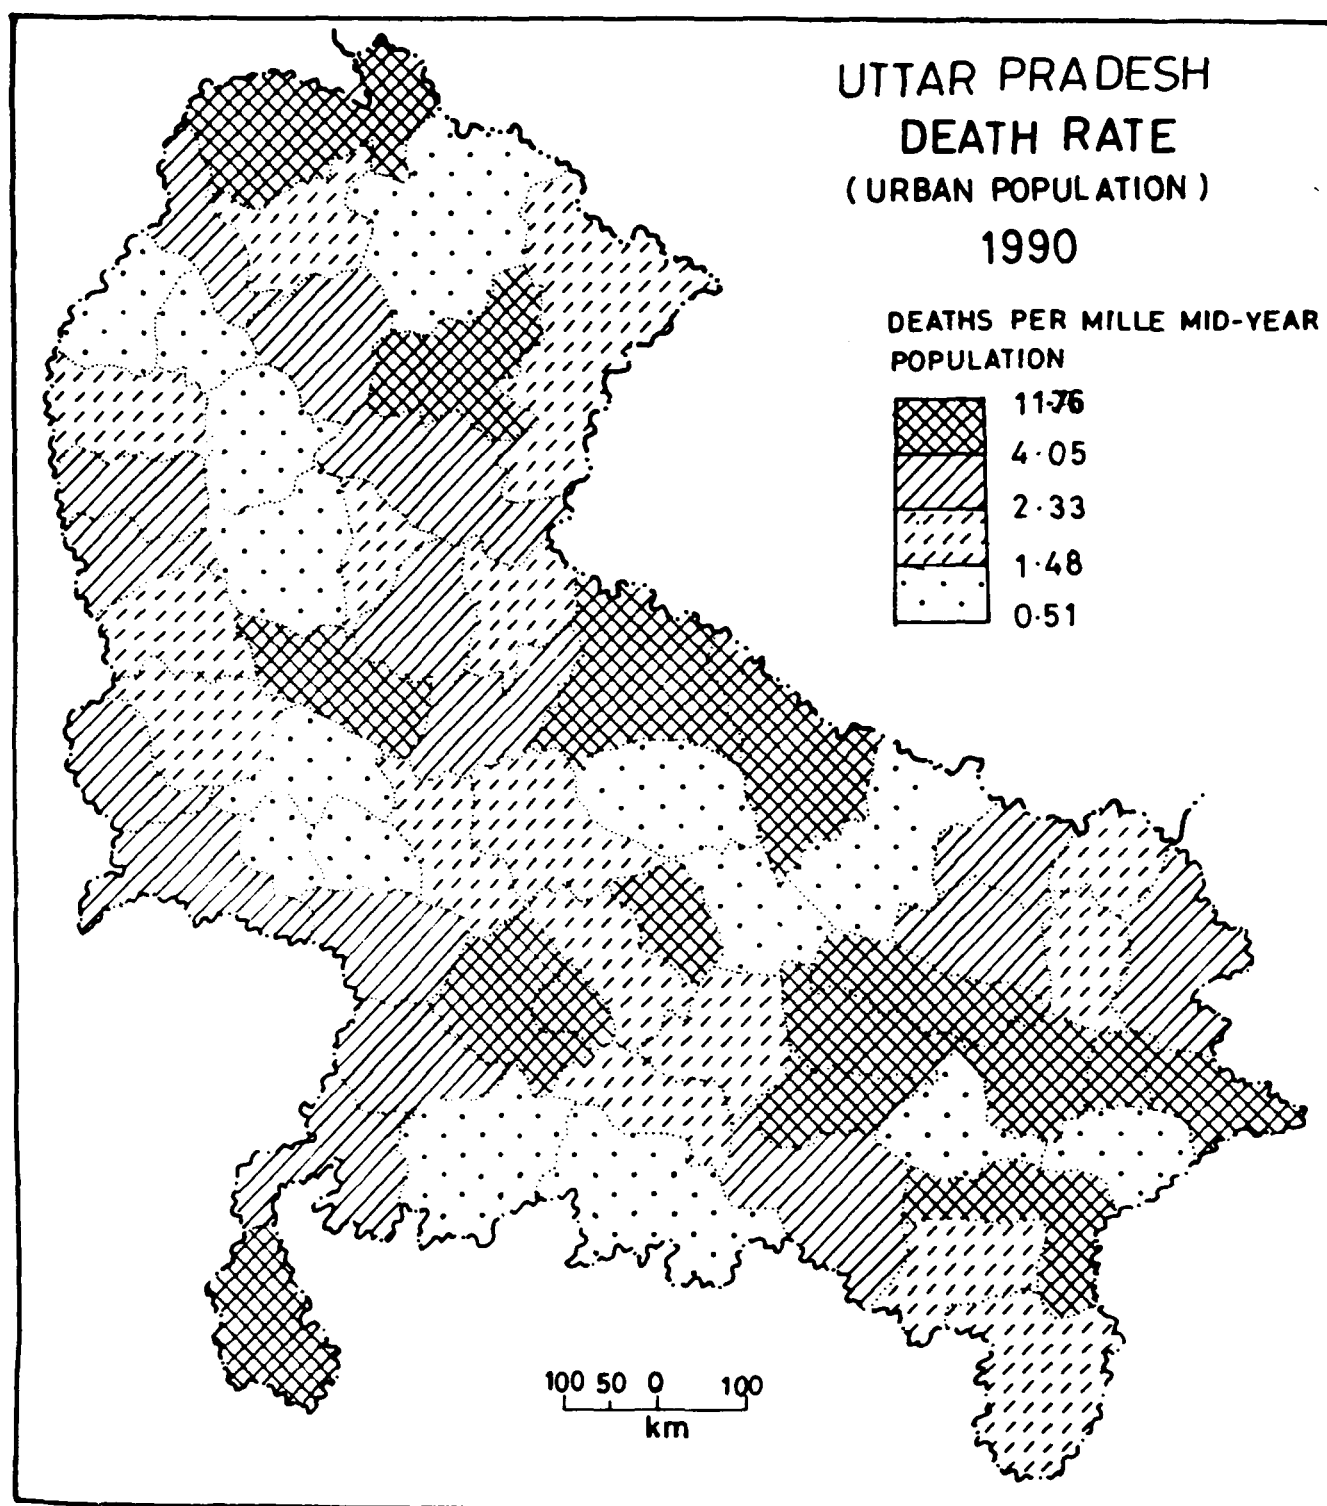 UTTAR PRADESH
DEATH RATE
(URBAN POPULATION)
1990
DEATHS PER MILLE MID-YEAR
POPULATION
11·76
4·05
2·33
1·48
0·51
100 50 0 100
km